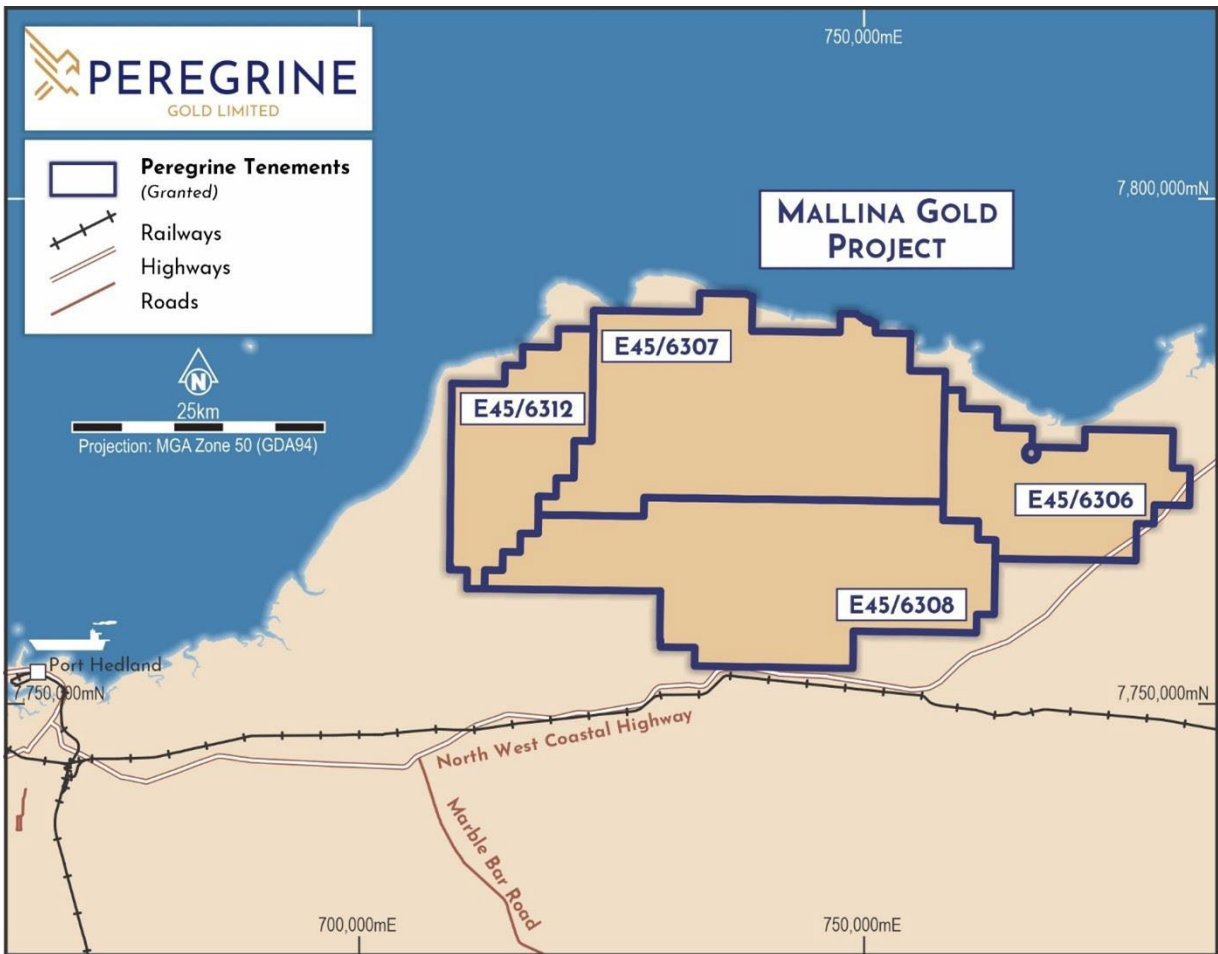 PEREGRINE
GOLD LIMITED
Peregrine Tenements
(Granted)
Railways
Highways
Roads
N
25km
Projection: MGA Zone 50 (GDA94)
750,000mE
7,800,000mN
MALLINA GOLD
PROJECT
E45/6307
E45/6312
E45/6306
E45/6308
Port Hedland
7,750,000mN
7,750,000mN
North West Coastal Highway
Marble Bar Road
700,000mE
750,000mE